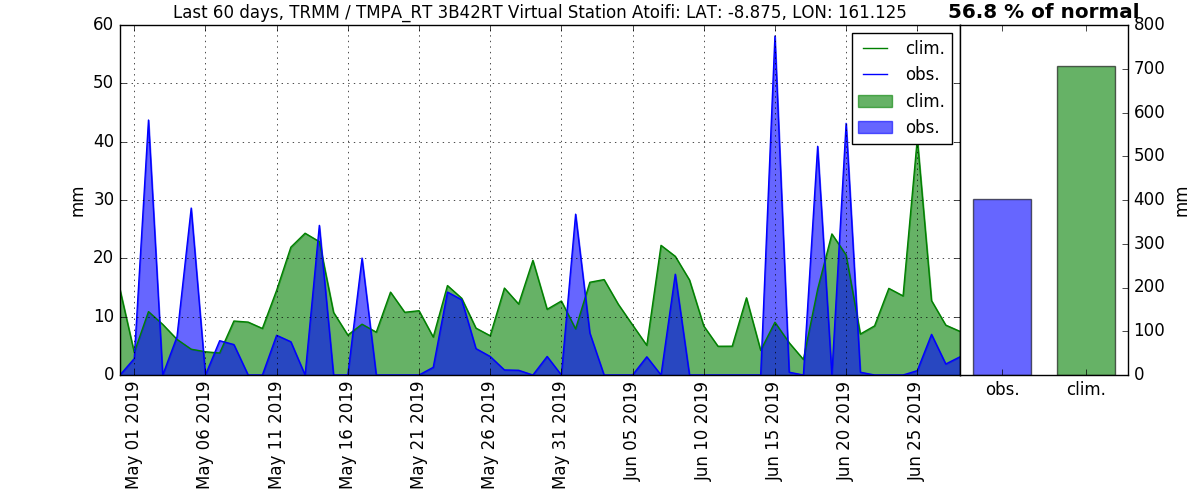 Last 60 days, TRMM / TMPA_RT 3B42RT Virtual Station Atoifi: LAT: -8.875, LON: 161.125
56.8 % of normal
60
50
40
30
20
10
0
mm
clim.
obs.
clim.
obs.
800
700
600
500
400
300
200
100
0
mm
obs.
clim.
May 01 2019
May 06 2019
May 11 2019
May 16 2019
May 21 2019
May 26 2019
May 31 2019
Jun 05 2019
Jun 10 2019
Jun 15 2019
Jun 20 2019
Jun 25 2019